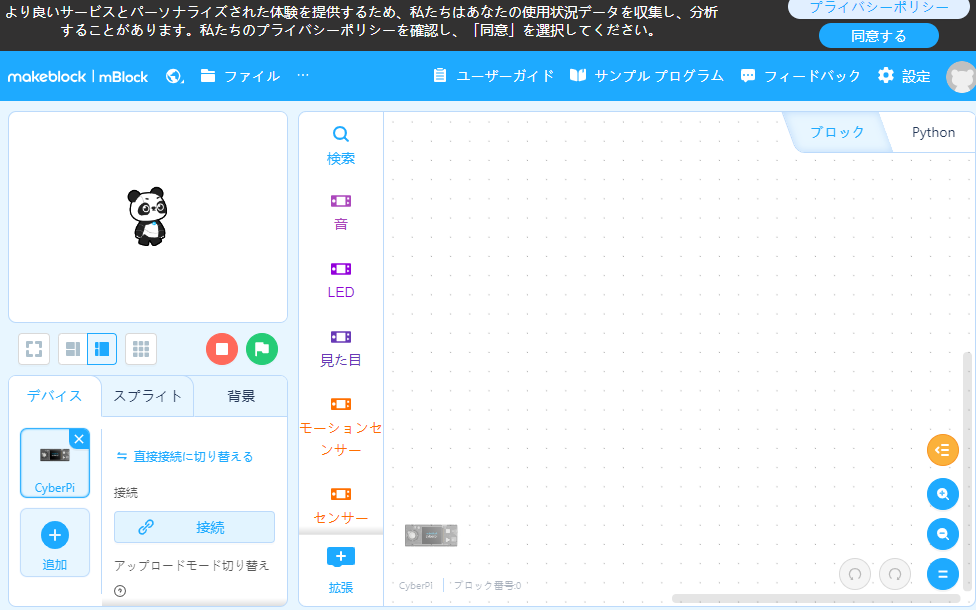 より良いサービスとパーソナライズされた体験を提供するため、私たちはあなたの使用状況データを収集し、分析
することがあります。私たちのプライバシーポリシーを確認し、「同意」を選択してください。
プライバシーポリシー
同意する
makeblock | mBlock
ファイル
...
ユーザーガイド
サンプル プログラム
フィードバック
設定
ブロック
Python
検索
音
LED
見た目
モーションセ
ンサー
センサー
拡張
デバイス
スプライト
背景
CyberPi
追加
直接接続に切り替える
接続
接続
アップロードモード切り替え
CyberPi
ブロック番号:0